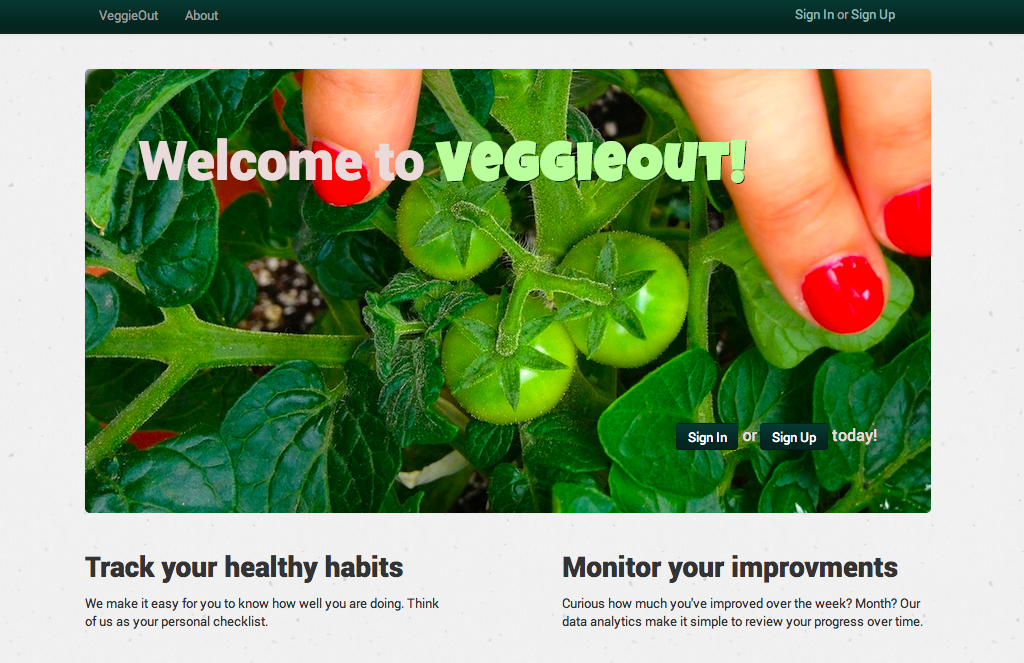 VeggieOut About Sign In or Sign Up
Welcome to VeggieOut!
Sign In or Sign Up today!
Track your healthy habits
We make it easy for you to know how well you are doing. Think
of us as your personal checklist.
Monitor your improvments
Curious how much you've improved over the week? Month? Our
data analytics make it simple to review your progress over time.